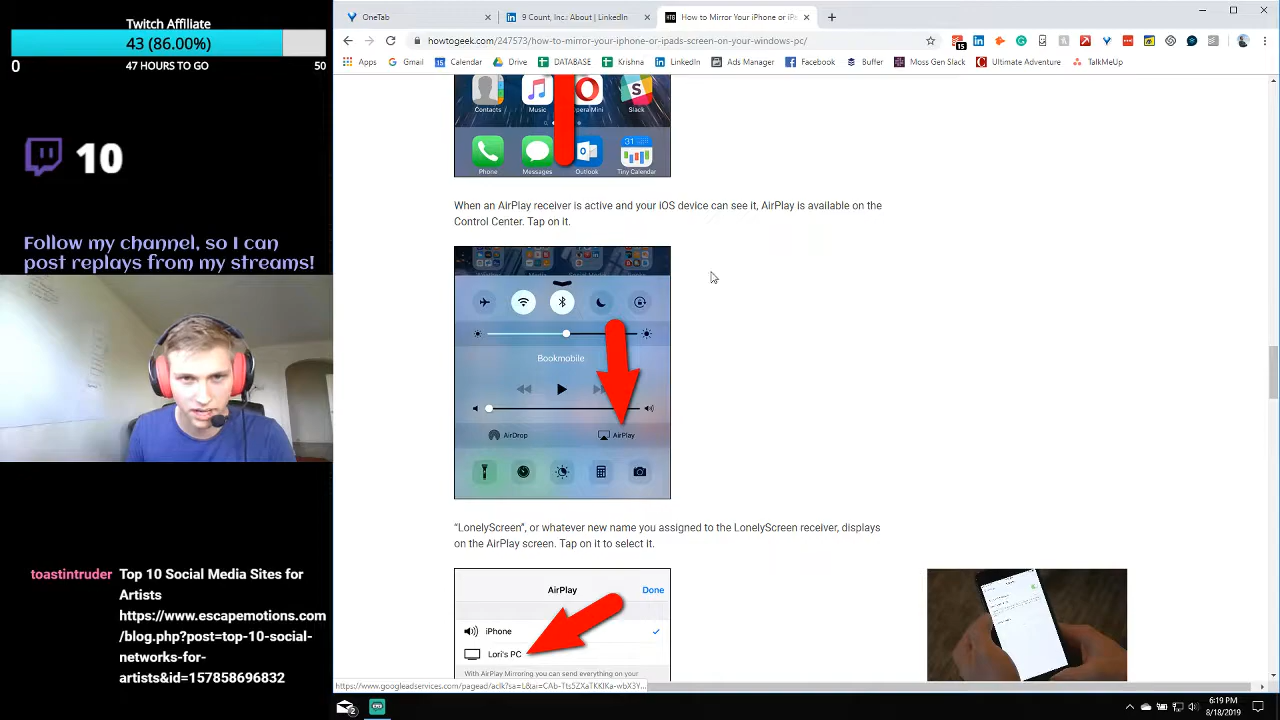 Twitch Affiliate
43 (86.00%)
0
47 HOURS TO GO
50
10
Follow my channel, so I can
post replays from my streams!
toastintruder Top 10 Social Media Sites for
Artists
https://www.escapemotions.com
/blog.php?post=top-10-social-
networks-for-
artists&id=157858696832
OneTab
9 Count, Inc.: About | LinkedIn
HTG How to Mirror Your iPhone or iPa
howtogeek.com/247573/how-to-mirror-your-iphone-or-ipads-screen-on-your-windows-pc/
15
Apps
Gmail
Calendar
Drive
DATABASE
Krishna
LinkedIn
Ad Manager
Facebook
Buffer
Moss Gen Slack
Ultimate Adventure
TalkMeUp
Contacts
Music
pera Mini
Slack
31
Phone
Messages
Outlook
Tiny Calendar
When an AirPlay receiver is active and your iOS device can see it, AirPlay is available on the
Control Center. Tap on it.
Bookmobile
AirDrop
AirPlay
“LonelyScreen”, or whatever new name you assigned to the LonelyScreen receiver, displays
on the AirPlay screen. Tap on it to select it.
AirPlay
Done
iPhone
Lori's PC
With AirPlay Mirroring you can send everything on your
6:19 PM
8/18/2019